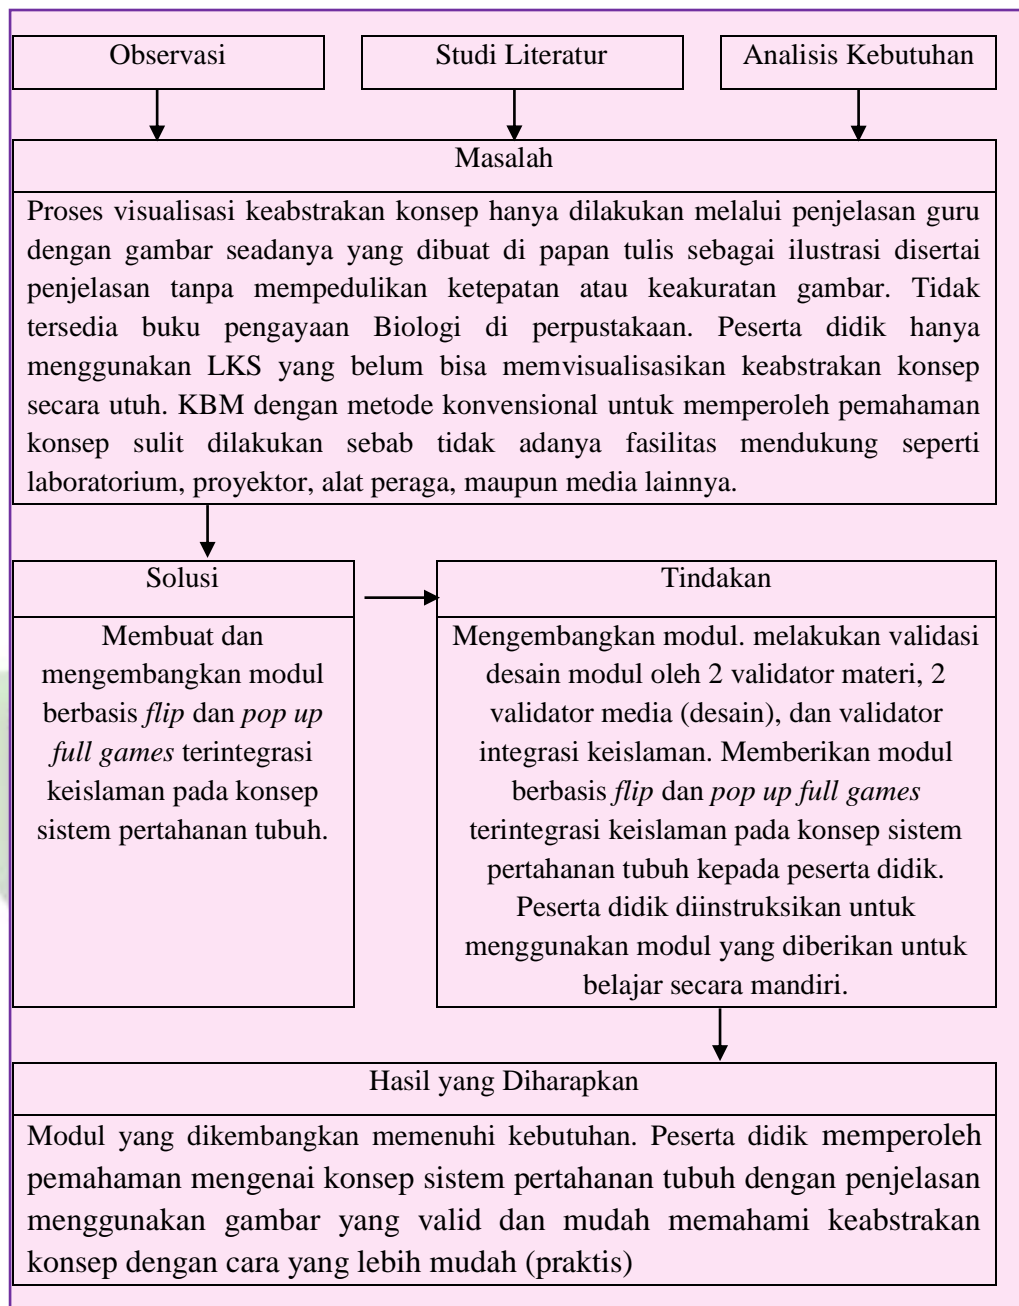 Observasi
Studi Literatur
Analisis Kebutuhan
Masalah
Proses visualisasi keabstrakan konsep hanya dilakukan melalui penjelasan guru
dengan gambar seadanya yang dibuat di papan tulis sebagai ilustrasi disertai
penjelasan tanpa mempedulikan ketepatan atau keakuratan gambar. Tidak
tersedia buku pengayaan Biologi di perpustakaan. Peserta didik hanya
menggunakan LKS yang belum bisa memvisualisasikan keabstrakan konsep
secara utuh. KBM dengan metode konvensional untuk memperoleh pemahaman
konsep sulit dilakukan sebab tidak adanya fasilitas mendukung seperti
laboratorium, proyektor, alat peraga, maupun media lainnya.
Solusi
Membuat dan
mengembangkan modul
berbasis flip dan pop up
full games terintegrasi
keislaman pada konsep
sistem pertahanan tubuh.
Tindakan
Mengembangkan modul. melakukan validasi
desain modul oleh 2 validator materi, 2
validator media (desain), dan validator
integrasi keislaman. Memberikan modul
berbasis flip dan pop up full games
terintegrasi keislaman pada konsep sistem
pertahanan tubuh kepada peserta didik.
Peserta didik diinstruksikan untuk
menggunakan modul yang diberikan untuk
belajar secara mandiri.
Hasil yang Diharapkan
Modul yang dikembangkan memenuhi kebutuhan. Peserta didik memperoleh
pemahaman mengenai konsep sistem pertahanan tubuh dengan penjelasan
menggunakan gambar yang valid dan mudah memahami keabstrakan
konsep dengan cara yang lebih mudah (praktis)